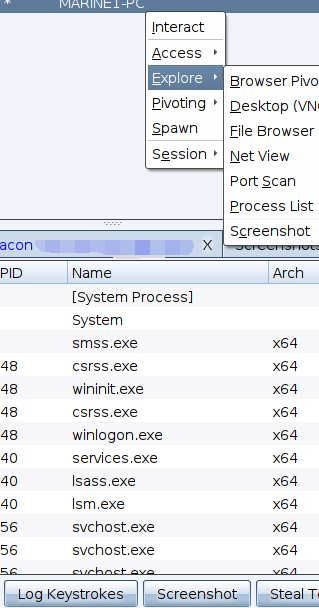 * MARINE1-PC
Interact
Access
Explore
Pivoting
Spawn
Session
Browser Pivo
Desktop (VN
File Browser
Net View
Port Scan
Process List
Screenshot
eacon X Screenshots
PID Name Arch
[System Process]
System
smss.exe x64
48 csrss.exe x64
48 wininit.exe x64
48 csrss.exe x64
48 winlogon.exe x64
40 services.exe x64
40 lsass.exe x64
40 lsm.exe x64
56 svchost.exe x64
56 svchost.exe x64
56 svchost.exe x64
Log Keystrokes Screenshot Steal To